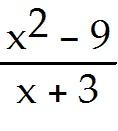 x² – 9
x + 3